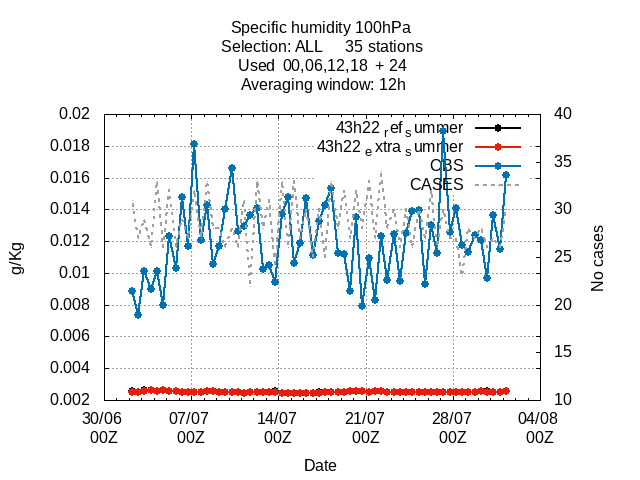 Specific humidity 100hPa
Selection: ALL 35 stations
Used 00,06,12,18 + 24
Averaging window: 12h
0.02
0.018
0.016
0.014
0.012
0.01
0.008
0.006
0.004
0.002
g/Kg
43h22 ref summer
43h22 extra summer
OBS
CASES
40
35
30
25
20
15
10
No cases
30/06 07/07 14/07 21/07 28/07 04/08
00Z 00Z 00Z 00Z 00Z 00Z
Date